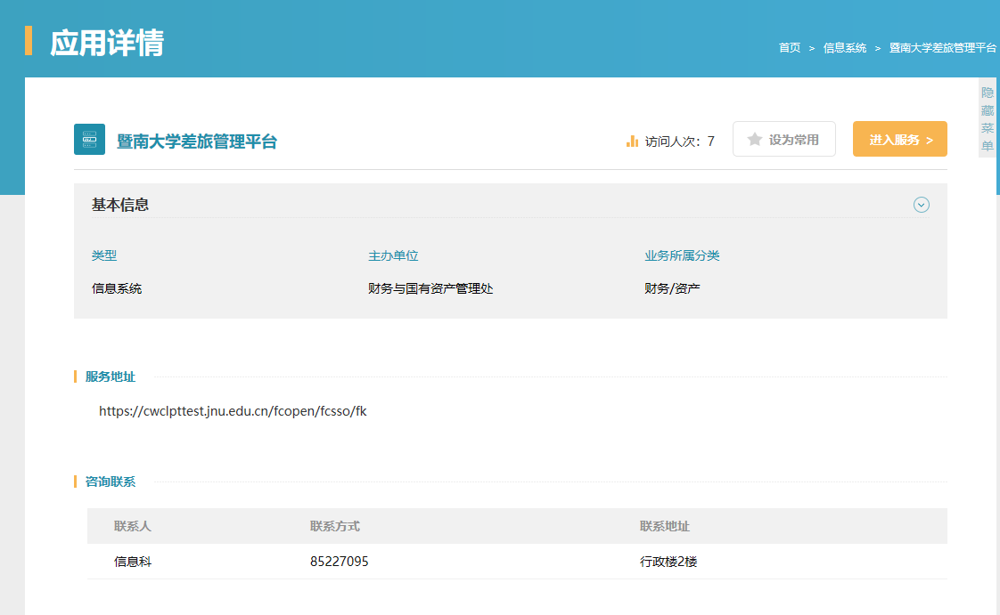 应用详情
首页 > 信息系统 > 暨南大学差旅管理平台
隐藏菜单
暨南大学差旅管理平台
访问人次：7
设为常用
进入服务 >
基本信息
类型 主办单位 业务所属分类
信息系统 财务与国有资产管理处 财务/资产
服务地址
https://cwclpttest.jnu.edu.cn/fcopen/fcsso/fk
咨询联系
联系人 联系方式 联系地址
信息科 85227095 行政楼2楼